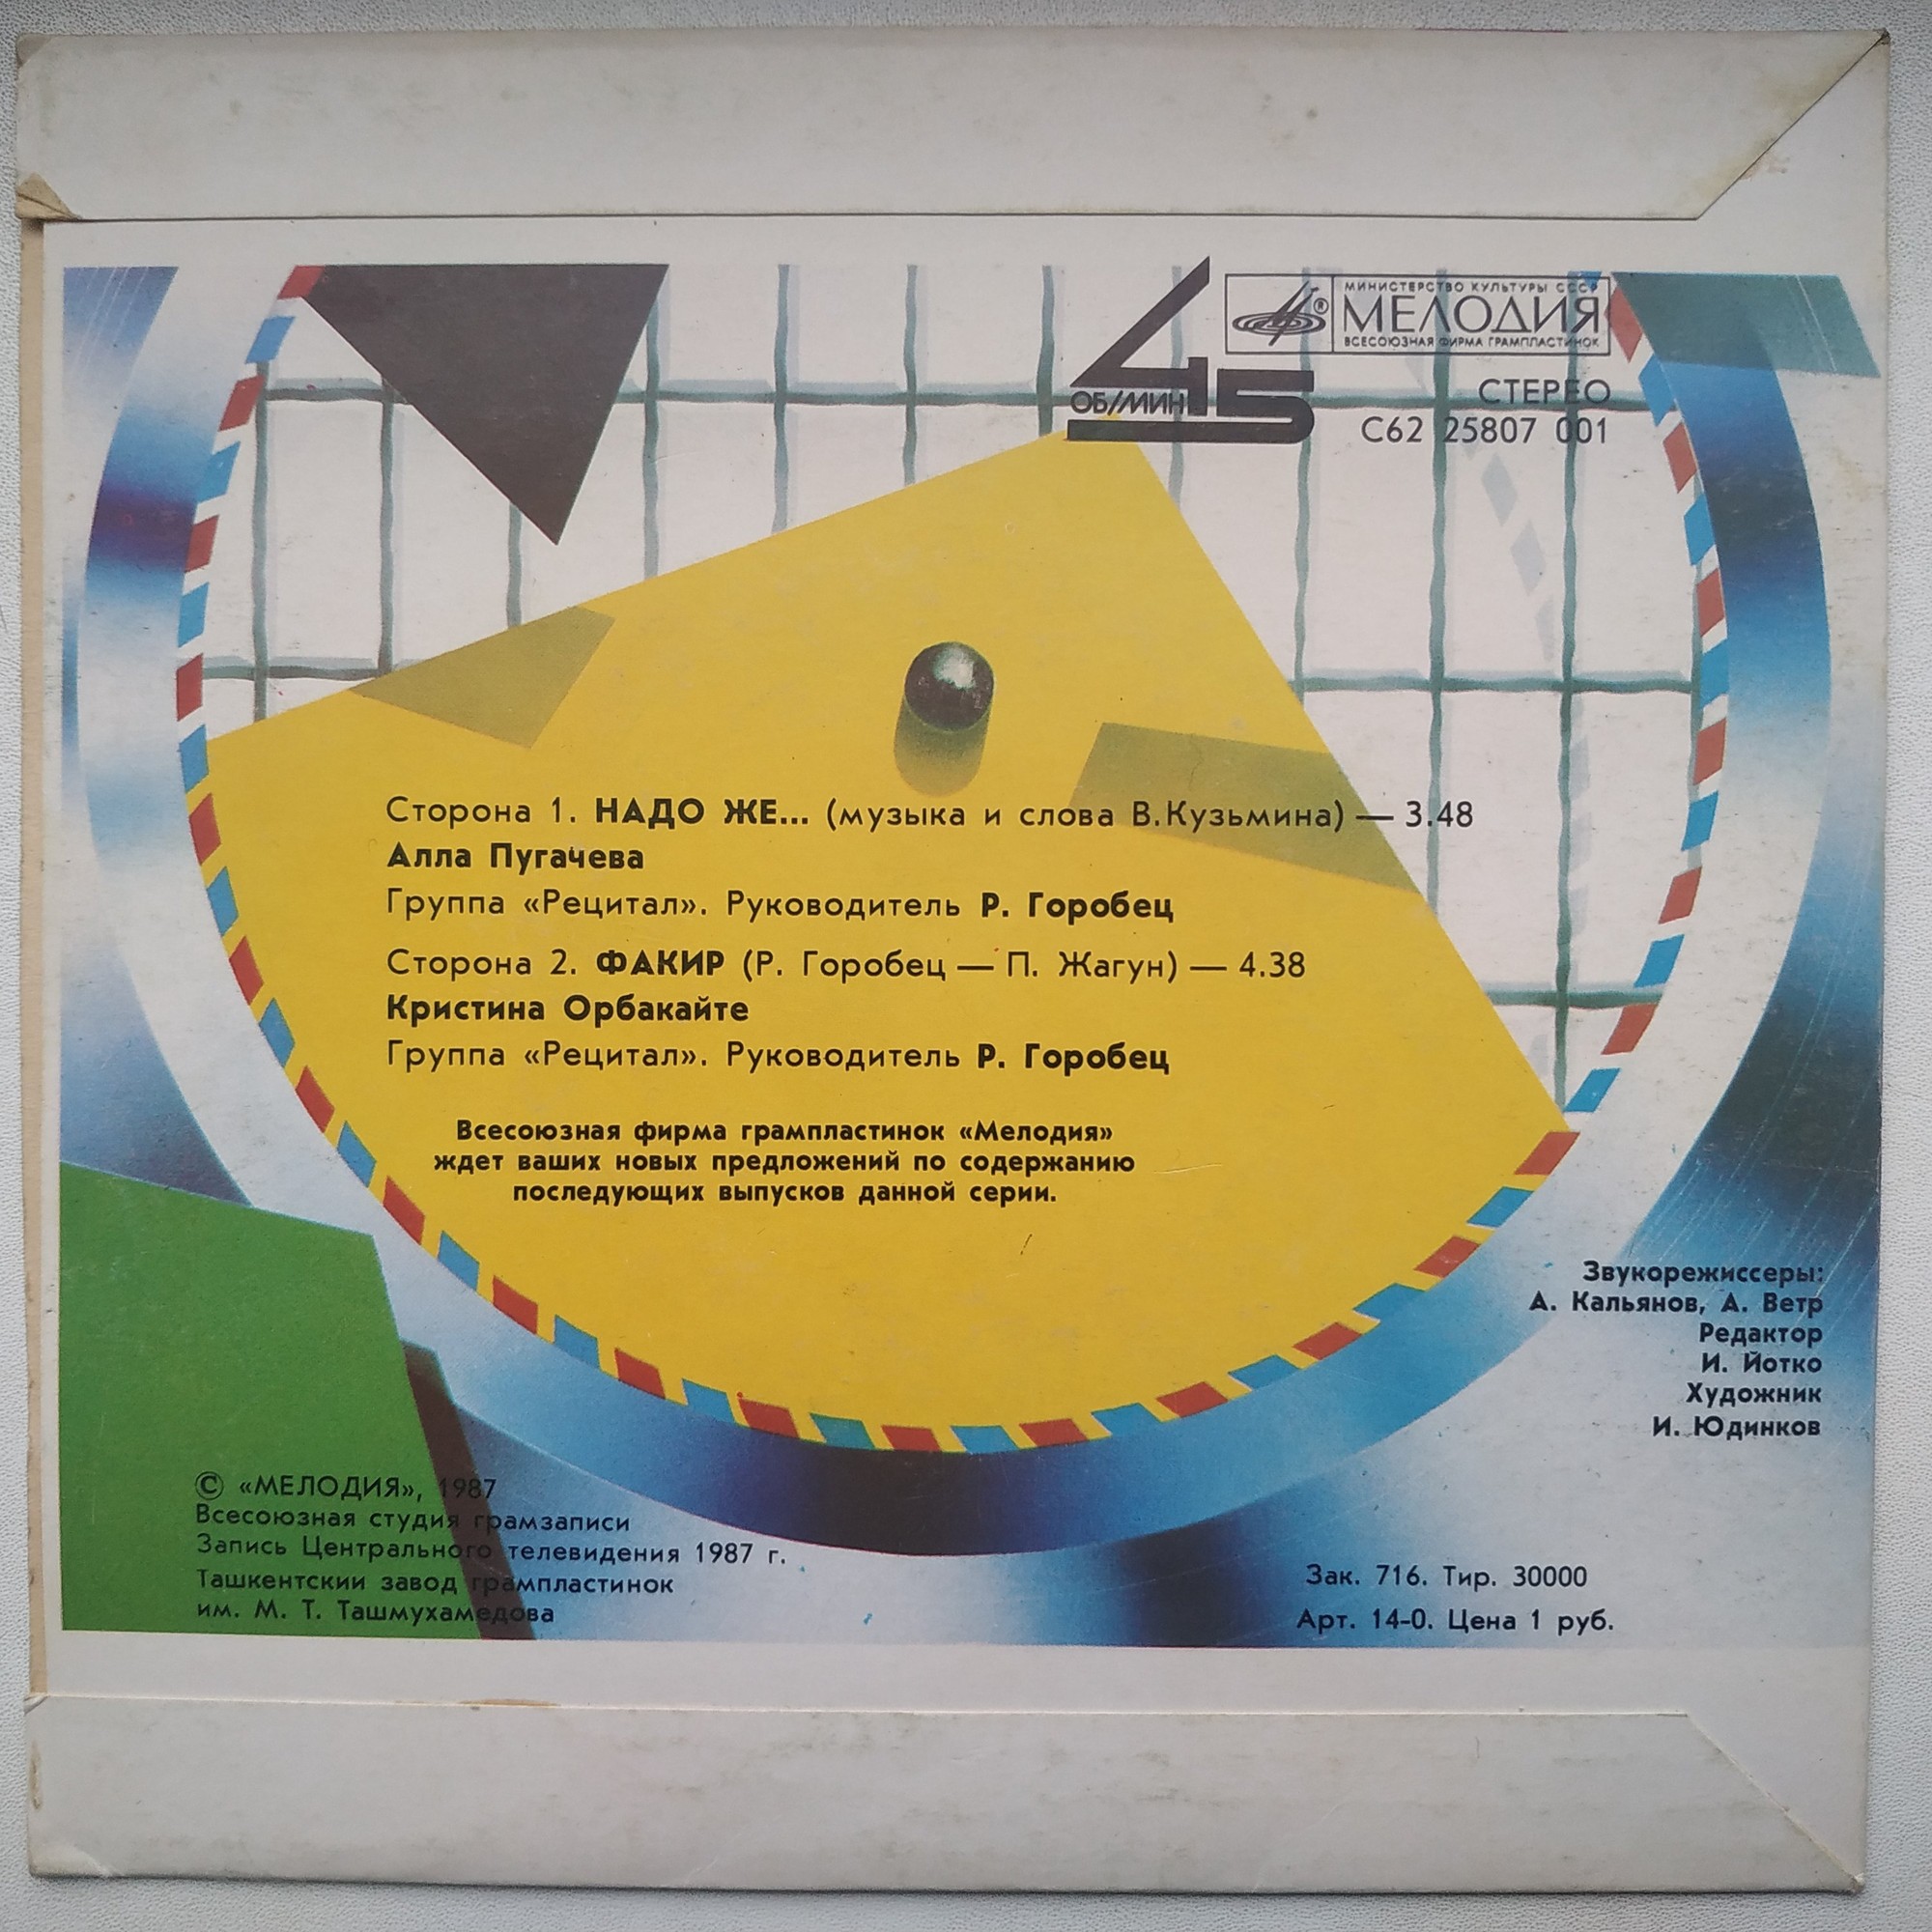 МИНИСТЕРСТВО КУЛЬТУРЫ СССР
МЕЛОДИЯ
®
ВСЕСОЮЗНАЯ ФИРМА ГРАМПЛАСТИНОК
45
ОБ/МИН
СТЕРЕО
С62 25807 001
Сторона 1. НАДО ЖЕ... (музыка и слова В.Кузьмина) — 3.48
Алла Пугачева
Группа «Рецитал». Руководитель Р. Горобец
Сторона 2. ФАКИР (Р. Горобец — П. Жагун) — 4.38
Кристина Орбакайте
Группа «Рецитал». Руководитель Р. Горобец
Всесоюзная фирма грампластинок «Мелодия»
ждет ваших новых предложений по содержанию
последующих выпусков данной серии.
Звукорежиссеры:
А. Кальянов, А. Ветр
Редактор
И. Йотко
Художник
И. Юдинков
© «МЕЛОДИЯ», 1987
Всесоюзная студия грамзаписи
Запись Центрального телевидения 1987 г.
Ташкентский завод грампластинок
им. М. Т. Ташмухамедова
Зак. 716. Тир. 30000
Арт. 14-0. Цена 1 руб.